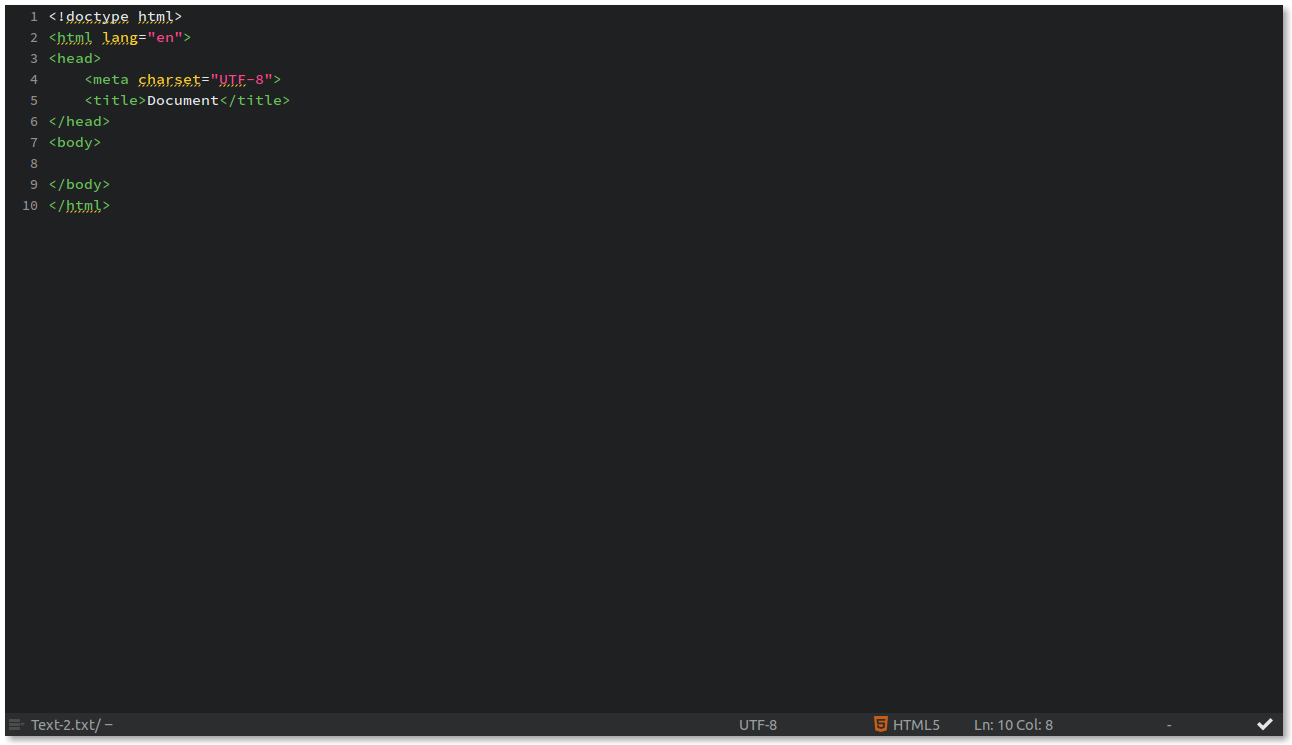 1 <!doctype html>
2 <html lang="en">
3 <head>
4     <meta charset="UTF-8">
5     <title>Document</title>
6 </head>
7 <body>
8
9 </body>
10 </html>
Text-2.txt/ – UTF-8 HTML5 Ln: 10 Col: 8 -